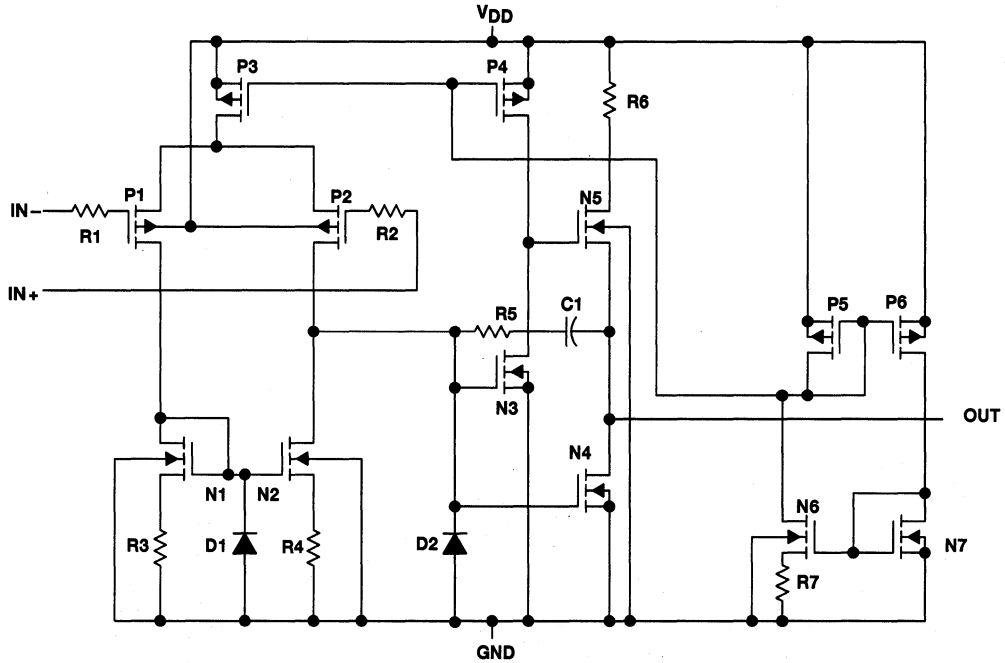 VDD
P3
P4
R6
P1
P2
N5
IN−
R1
R2
IN+
R5
C1
P5
P6
N3
OUT
N4
N1
N2
N6
R3
D1
R4
D2
N7
R7
GND